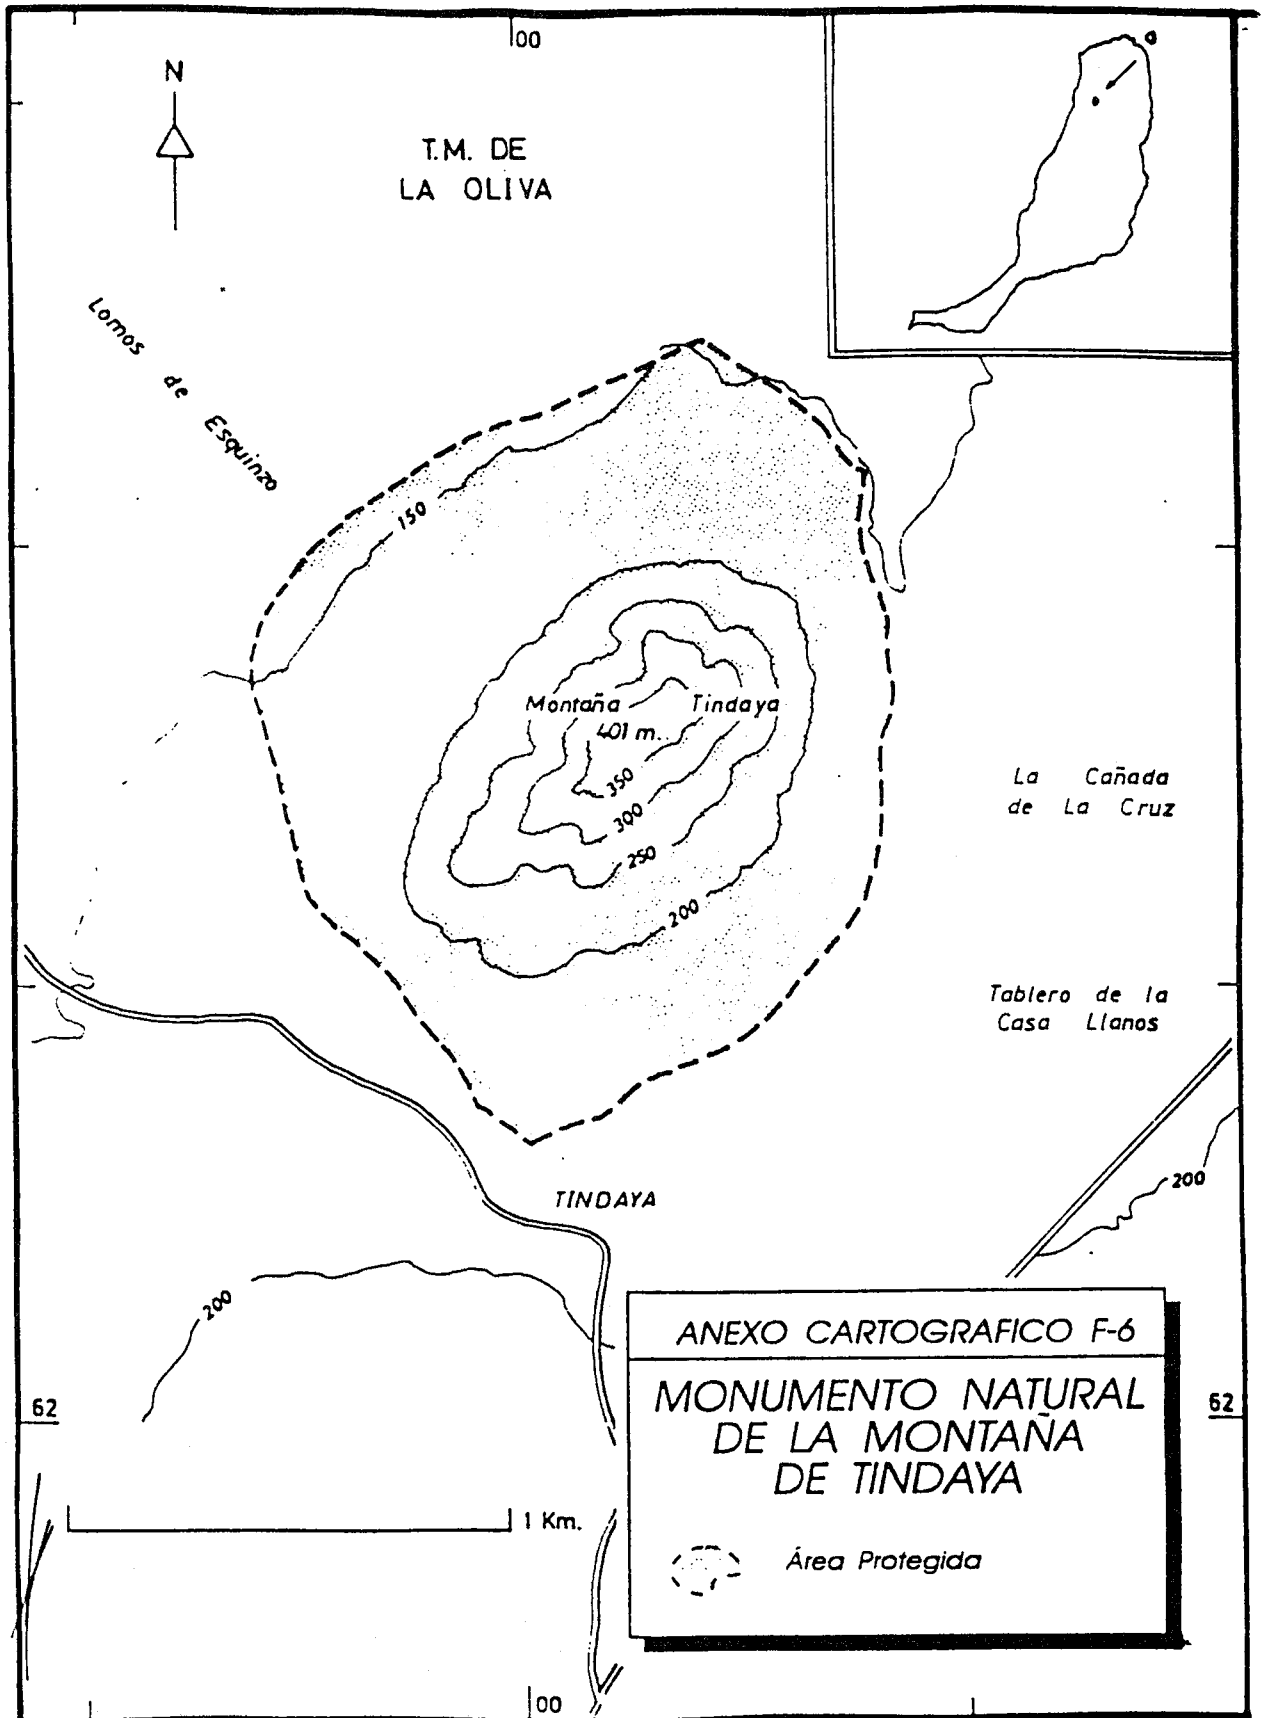 00
N
T.M. DE
LA OLIVA
Lomos de Esquinzo
150
Montaña Tindaya
401 m.
350
300
250
200
La Cañada
de La Cruz
Tablero de la
Casa Llanos
TINDAYA
200
200
ANEXO CARTOGRAFICO F-6
MONUMENTO NATURAL
DE LA MONTAÑA
DE TINDAYA
Área Protegida
62
62
1 Km.
00